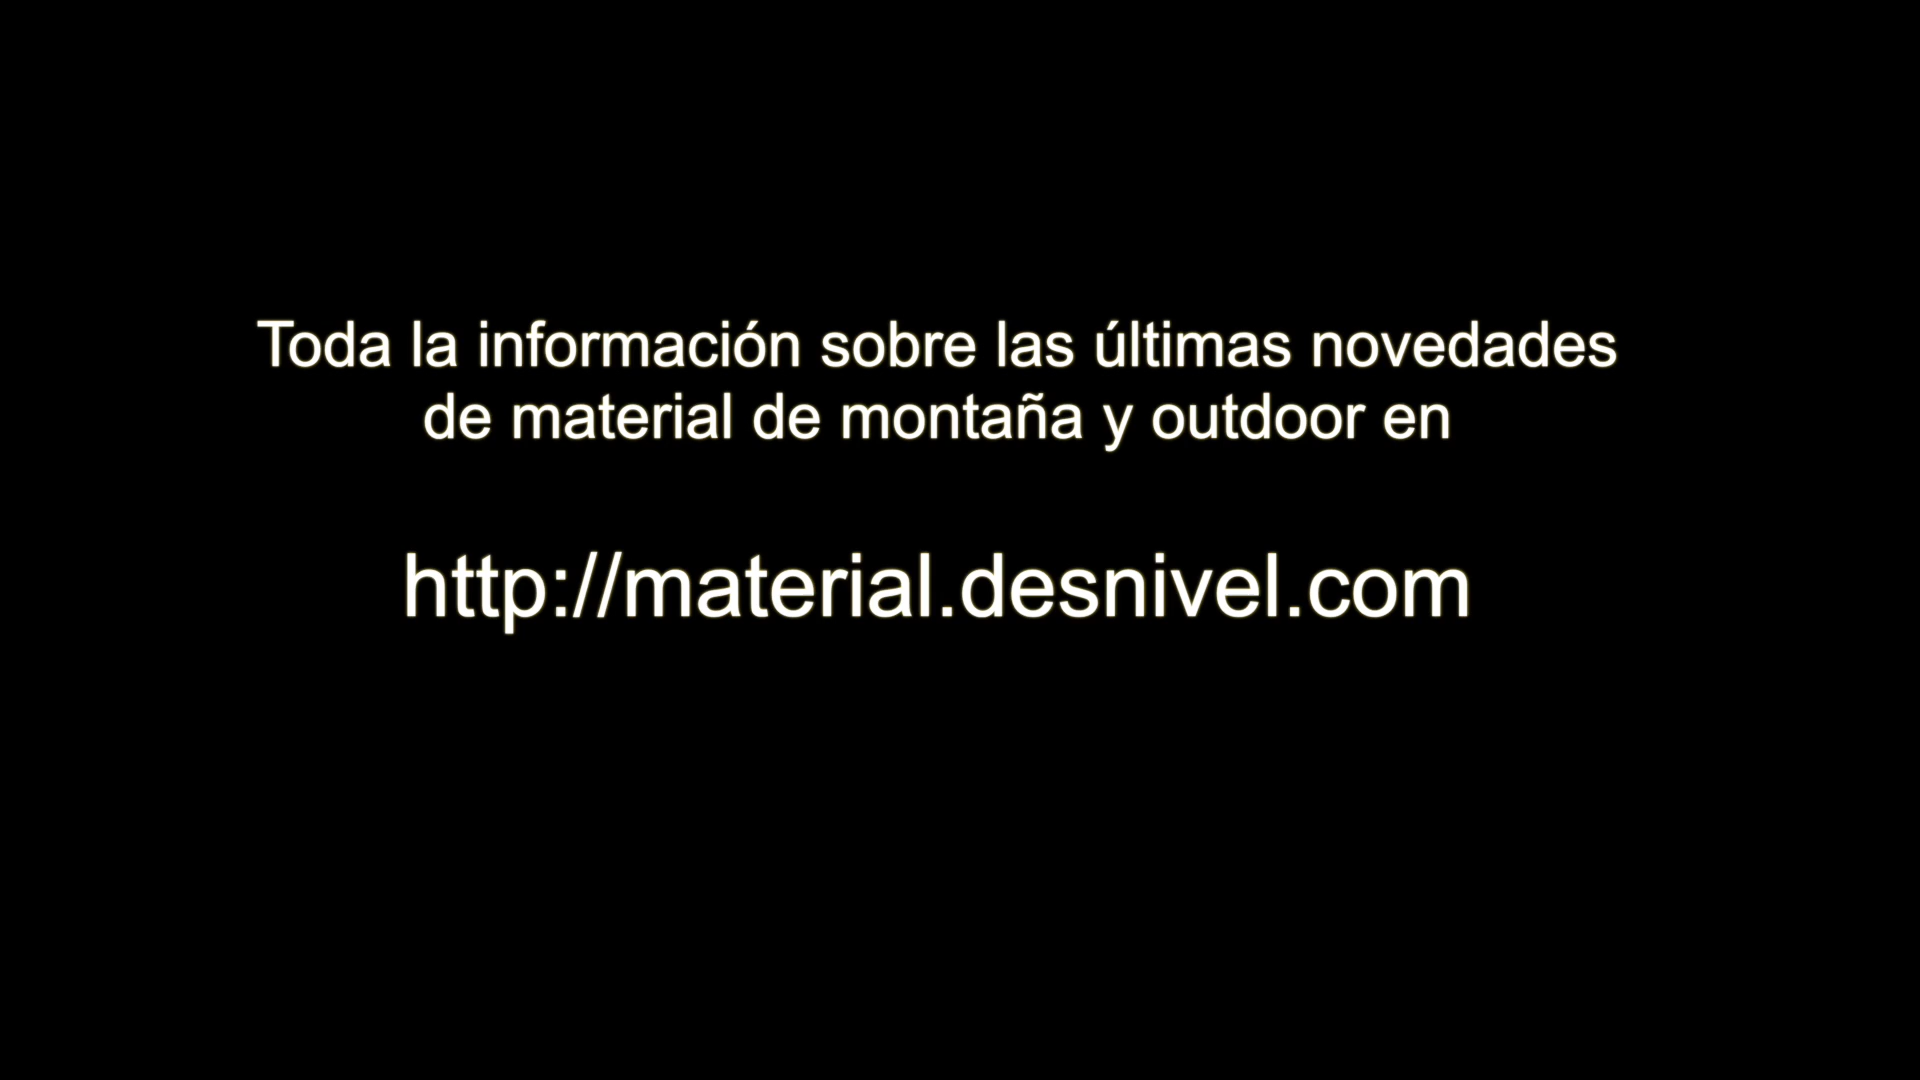 Toda la información sobre las últimas novedades
de material de montaña y outdoor en
http://material.desnivel.com